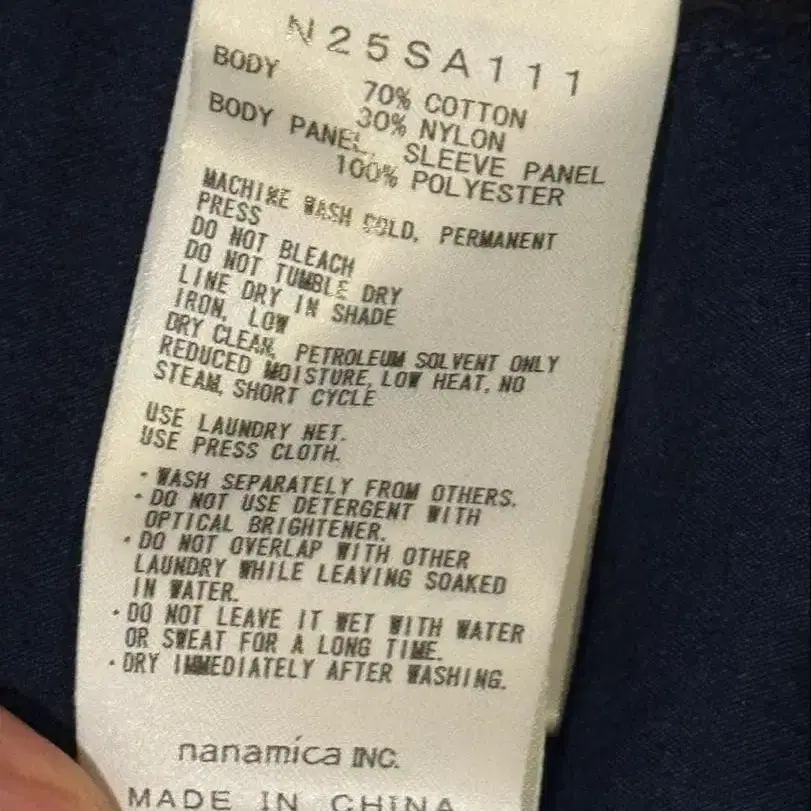 N25SA111
BODY
70% COTTON
30% NYLON
BODY PANEL, SLEEVE PANEL
100% POLYESTER
MACHINE WASH COLD, PERMANENT
PRESS
DO NOT BLEACH
DO NOT TUMBLE DRY
LINE DRY IN SHADE
IRON, LOW
DRY CLEAN, PETROLEUM SOLVENT ONLY
REDUCED MOISTURE, LOW HEAT, NO
STEAM, SHORT CYCLE
USE LAUNDRY NET.
USE PRESS CLOTH.
・WASH SEPARATELY FROM OTHERS.
・DO NOT USE DETERGENT WITH
OPTICAL BRIGHTENER.
・DO NOT OVERLAP WITH OTHER
LAUNDRY WHILE LEAVING SOAKED
IN WATER.
・DO NOT LEAVE IT WET WITH WATER
OR SWEAT FOR A LONG TIME.
・DRY IMMEDIATELY AFTER WASHING.
nanamica INC.
MADE IN CHINA